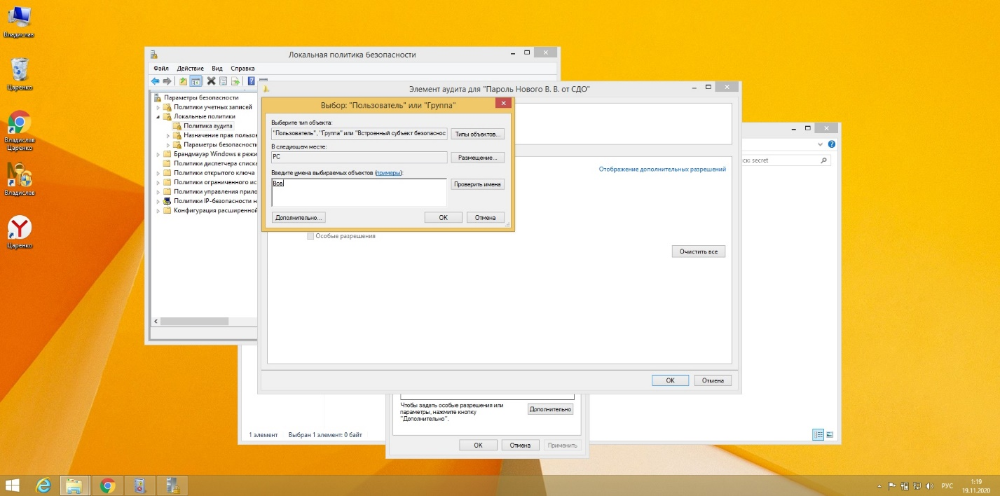 Владислав
Царенко
Владислав
Царенко
Владислав
Царенко
Локальная политика безопасности
Файл Действие Вид Справка
Параметры безопасности
Политики учетных записей
Локальные политики
Политика аудита
Назначение прав пользов
Параметры безопасности
Брандмауэр Windows в режи
Политики диспетчера списка
Политики открытого ключа
Политики ограниченного ис
Политики управления прило
Политики IP-безопасности н
Конфигурация расширенной
Элемент аудита для "Пароль Нового В. В. от СДО"
Выбор: "Пользователь" или "Группа"
Выберите тип объекта:
"Пользователь", "Группа" или "Встроенный субъект безопаснос
Типы объектов...
В следующем месте:
PC
Размещение...
Введите имена выбираемых объектов (примеры):
Все
Проверить имена
Дополнительно...
ОК
Отмена
Отображение дополнительных разрешений
Особые разрешения
Очистить все
ОК
Отмена
ск: secret
Чтобы задать особые разрешения или
параметры, нажмите кнопку
"Дополнительно".
Дополнительно
ОК
Отмена
Применить
1 элемент Выбран 1 элемент: 0 байт
РУС
1:19
19.11.2020